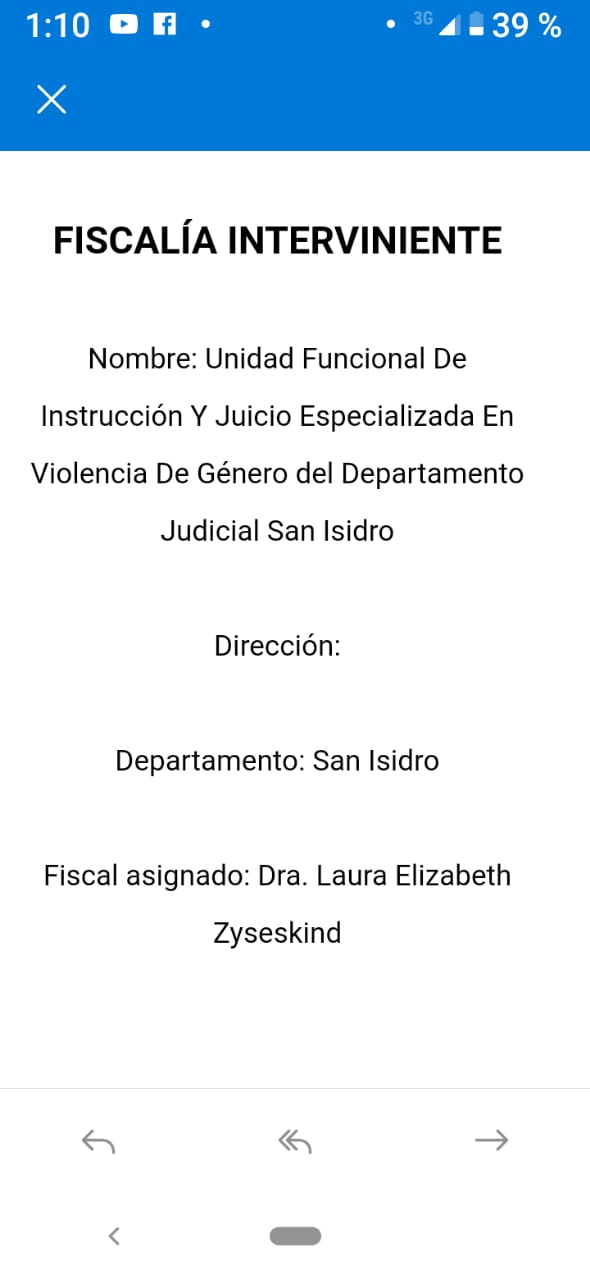 1:10
3G 39 %
FISCALÍA INTERVINIENTE
Nombre: Unidad Funcional De
Instrucción Y Juicio Especializada En
Violencia De Género del Departamento
Judicial San Isidro
Dirección:
Departamento: San Isidro
Fiscal asignado: Dra. Laura Elizabeth
Zyseskind